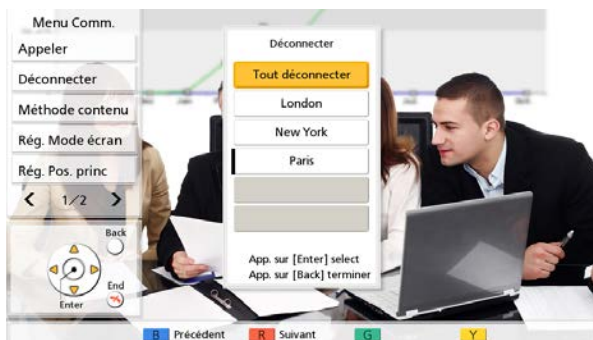 Menu Comm.
Appeler
Déconnecter
Méthode contenu
Rég. Mode écran
Rég. Pos. princ
1/2
Back
End
Enter
Déconnecter
Tout déconnecter
London
New York
Paris
App. sur [Enter] select
App. sur [Back] terminer
B Précédent R Suivant G Y